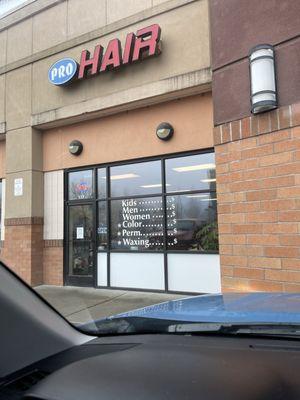 PRO HAIR
Kids......$
Men......$
Women.....$
★ Color......$
★ Perm.....$
★ Waxing...$